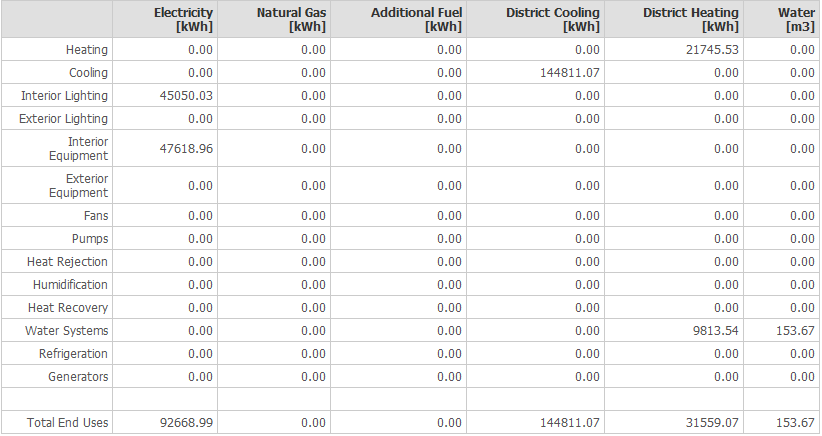 Electricity [kWh] Natural Gas [kWh] Additional Fuel [kWh] District Cooling [kWh] District Heating [kWh] Water [m3]
Heating 0.00 0.00 0.00 0.00 21745.53 0.00
Cooling 0.00 0.00 0.00 144811.07 0.00 0.00
Interior Lighting 45050.03 0.00 0.00 0.00 0.00 0.00
Exterior Lighting 0.00 0.00 0.00 0.00 0.00 0.00
Interior Equipment 47618.96 0.00 0.00 0.00 0.00 0.00
Exterior Equipment 0.00 0.00 0.00 0.00 0.00 0.00
Fans 0.00 0.00 0.00 0.00 0.00 0.00
Pumps 0.00 0.00 0.00 0.00 0.00 0.00
Heat Rejection 0.00 0.00 0.00 0.00 0.00 0.00
Humidification 0.00 0.00 0.00 0.00 0.00 0.00
Heat Recovery 0.00 0.00 0.00 0.00 0.00 0.00
Water Systems 0.00 0.00 0.00 0.00 9813.54 153.67
Refrigeration 0.00 0.00 0.00 0.00 0.00 0.00
Generators 0.00 0.00 0.00 0.00 0.00 0.00
Total End Uses 92668.99 0.00 0.00 144811.07 31559.07 153.67